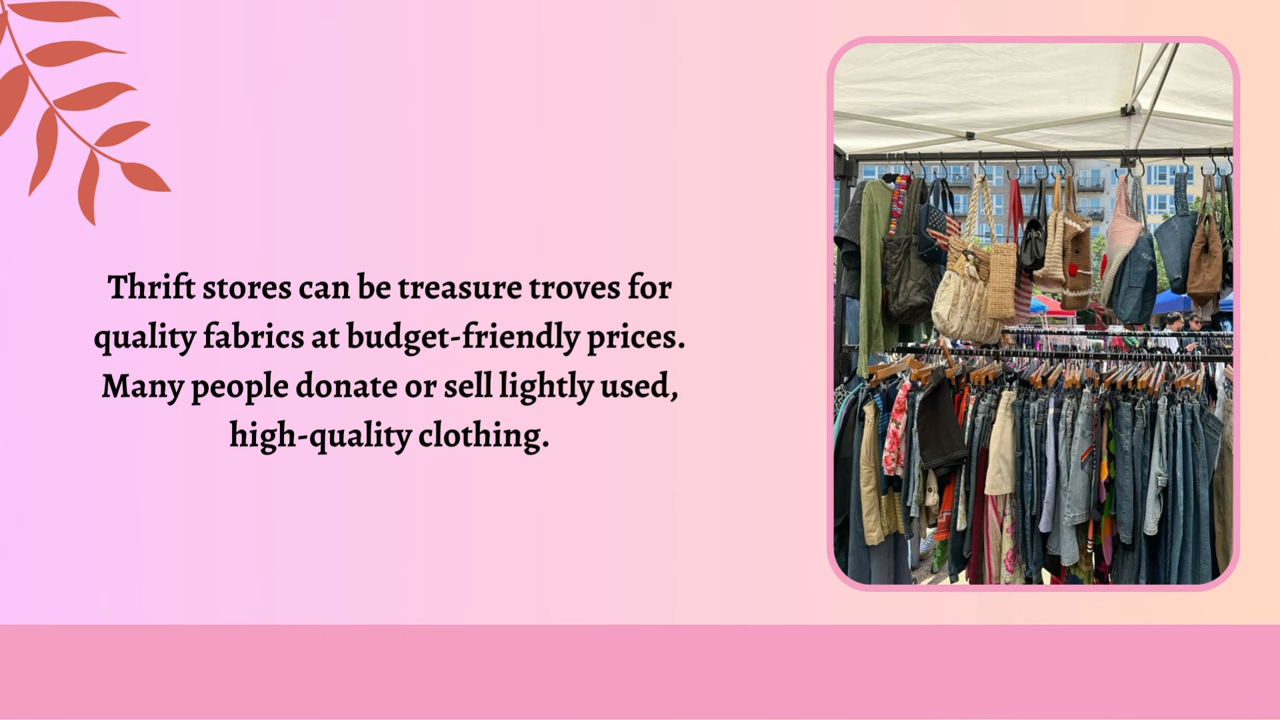 Thrift stores can be treasure troves for
quality fabrics at budget-friendly prices.
Many people donate or sell lightly used,
high-quality clothing.